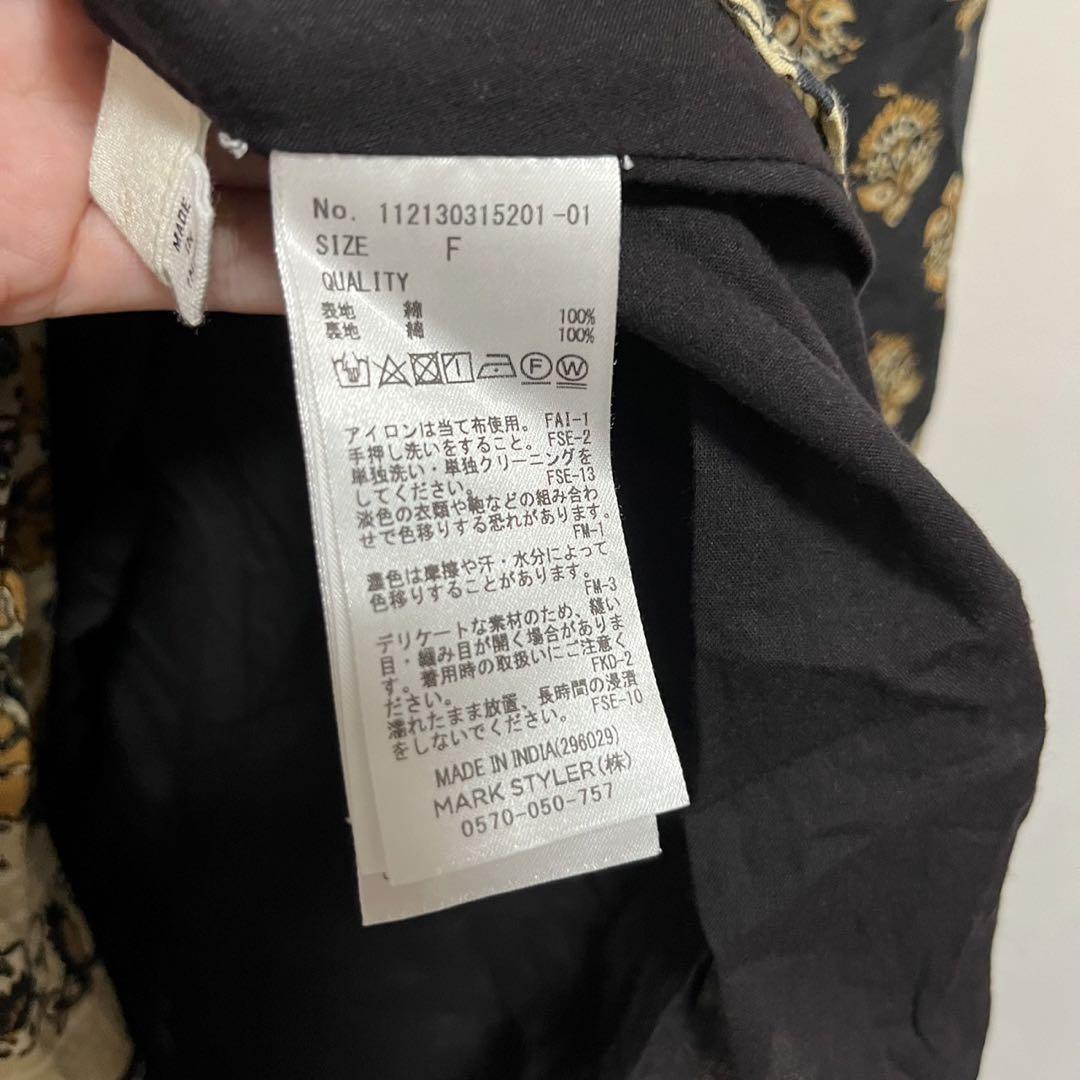 MADE
No. 112130315201-01
SIZE F
QUALITY
表地 綿 100%
裏地 綿 100%
F W
アイロンは当て布使用。 FAI-1
手押し洗いをすること。 FSE-2
単独洗い・単独クリーニングを
してください。 FSE-13
淡色の衣類や鞄などの組み合わ
せで色移りする恐れがあります。
FM-1
濃色は摩擦や汗・水分によって
色移りすることがあります。
FM-3
デリケートな素材のため、縫い
目・編み目が開く場合がありま
す。着用時の取扱いにご注意く
ださい。 FKD-2
濡れたまま放置、長時間の浸漬
をしないでください。 FSE-10
MADE IN INDIA(296029)
MARK STYLER(株)
0570-050-757